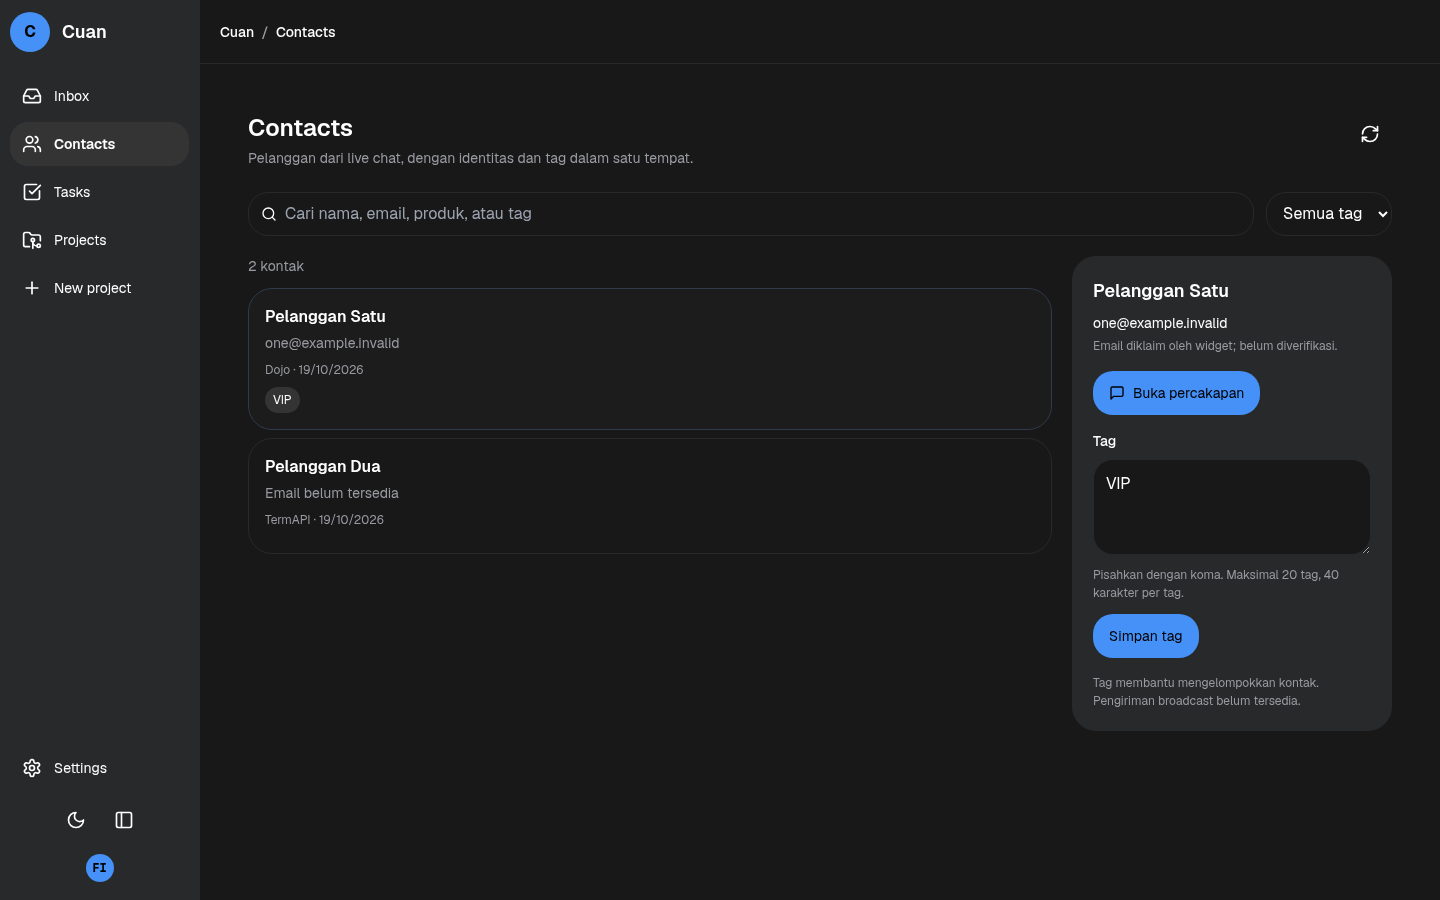 C
Cuan
Inbox
Contacts
Tasks
Projects
New project
Settings
FI
Cuan / Contacts
Contacts
Pelanggan dari live chat, dengan identitas dan tag dalam satu tempat.
Cari nama, email, produk, atau tag
Semua tag
2 kontak
Pelanggan Satu
one@example.invalid
Dojo · 19/10/2026
VIP
Pelanggan Dua
Email belum tersedia
TermAPI · 19/10/2026
Pelanggan Satu
one@example.invalid
Email diklaim oleh widget; belum diverifikasi.
Buka percakapan
Tag
VIP
Pisahkan dengan koma. Maksimal 20 tag, 40
karakter per tag.
Simpan tag
Tag membantu mengelompokkan kontak.
Pengiriman broadcast belum tersedia.